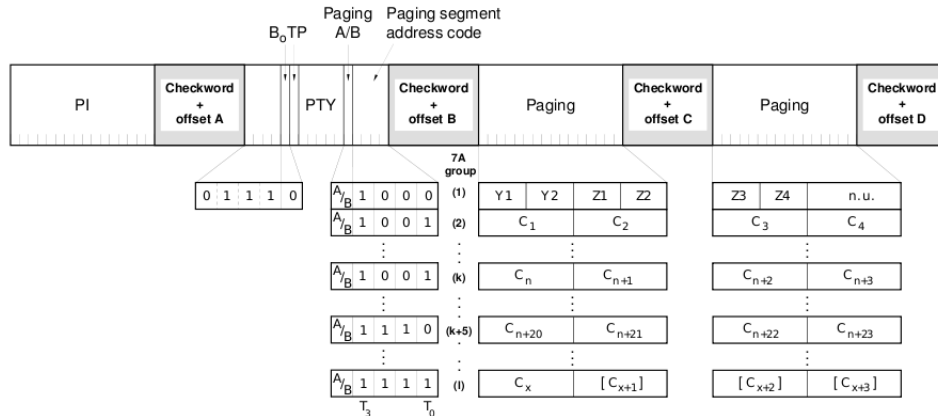 Paging Paging segment
B₀TP A/B address code
PI Checkword + offset A PTY Checkword + offset B Paging Checkword + offset C Paging Checkword + offset D
7A group
0 1 1 1 0 A/B 1 0 0 0 (1) Y1 Y2 Z1 Z2 Z3 Z4 n.u.
A/B 1 0 0 1 (2) C₁ C₂ C₃ C₄
A/B 1 0 0 1 (k) Cₙ Cₙ₊₁ Cₙ₊₂ Cₙ₊₃
A/B 1 1 1 0 (k+5) Cₙ₊₂₀ Cₙ₊₂₁ Cₙ₊₂₂ Cₙ₊₂₃
A/B 1 1 1 1 (l) Cₓ [Cₓ₊₁] [Cₓ₊₂] [Cₓ₊₃]
T₃ T₀